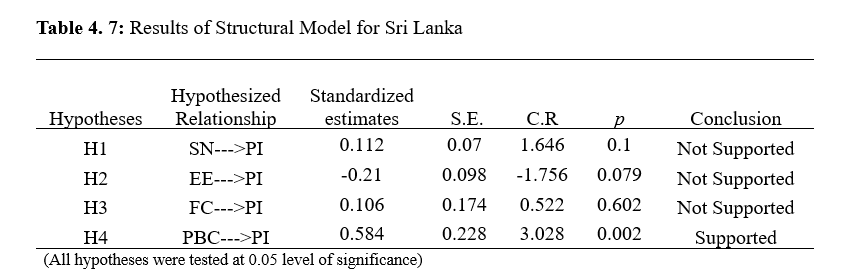 Table 4. 7: Results of Structural Model for Sri Lanka
Hypotheses Hypothesized Relationship Standardized estimates S.E. C.R p Conclusion
H1 SN--->PI 0.112 0.07 1.646 0.1 Not Supported
H2 EE--->PI -0.21 0.098 -1.756 0.079 Not Supported
H3 FC--->PI 0.106 0.174 0.522 0.602 Not Supported
H4 PBC--->PI 0.584 0.228 3.028 0.002 Supported
(All hypotheses were tested at 0.05 level of significance)